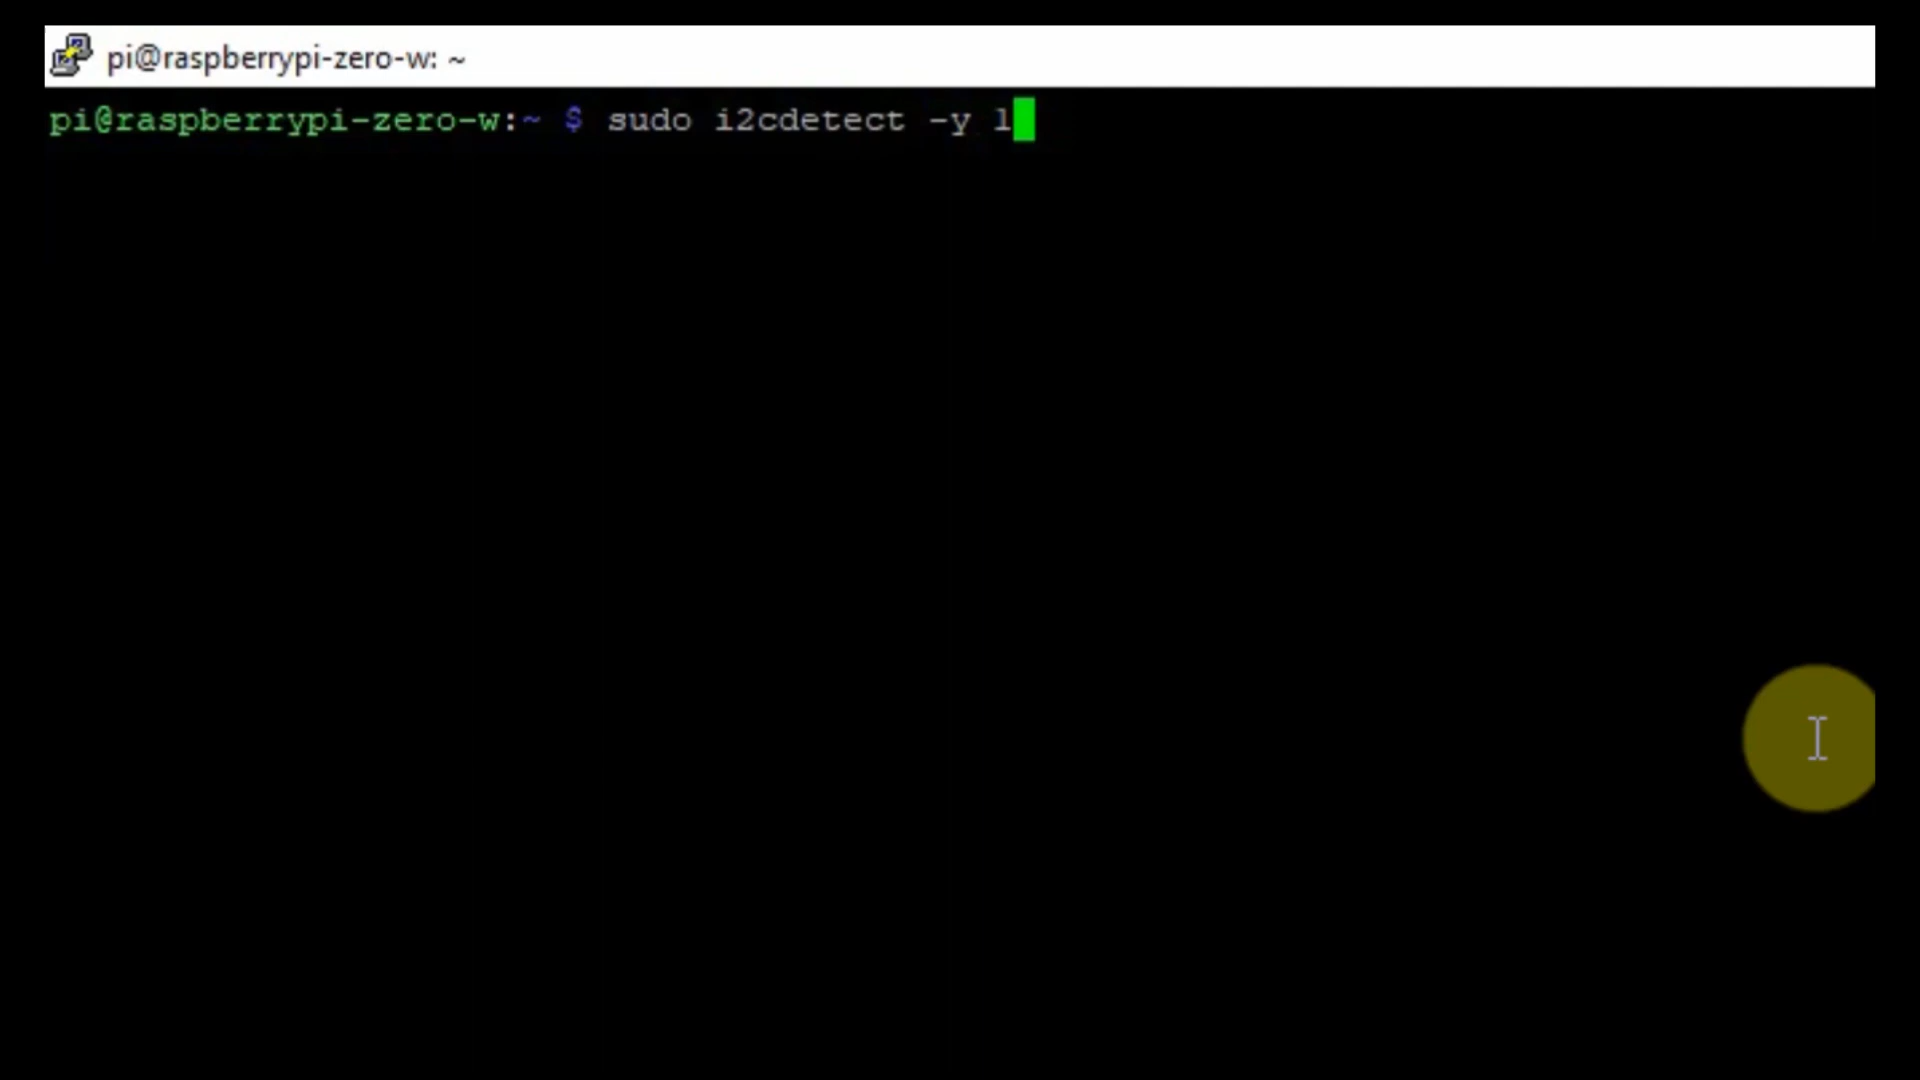 pi@raspberrypi-zero-w: ~
pi@raspberrypi-zero-w:~ $ sudo i2cdetect -y 1